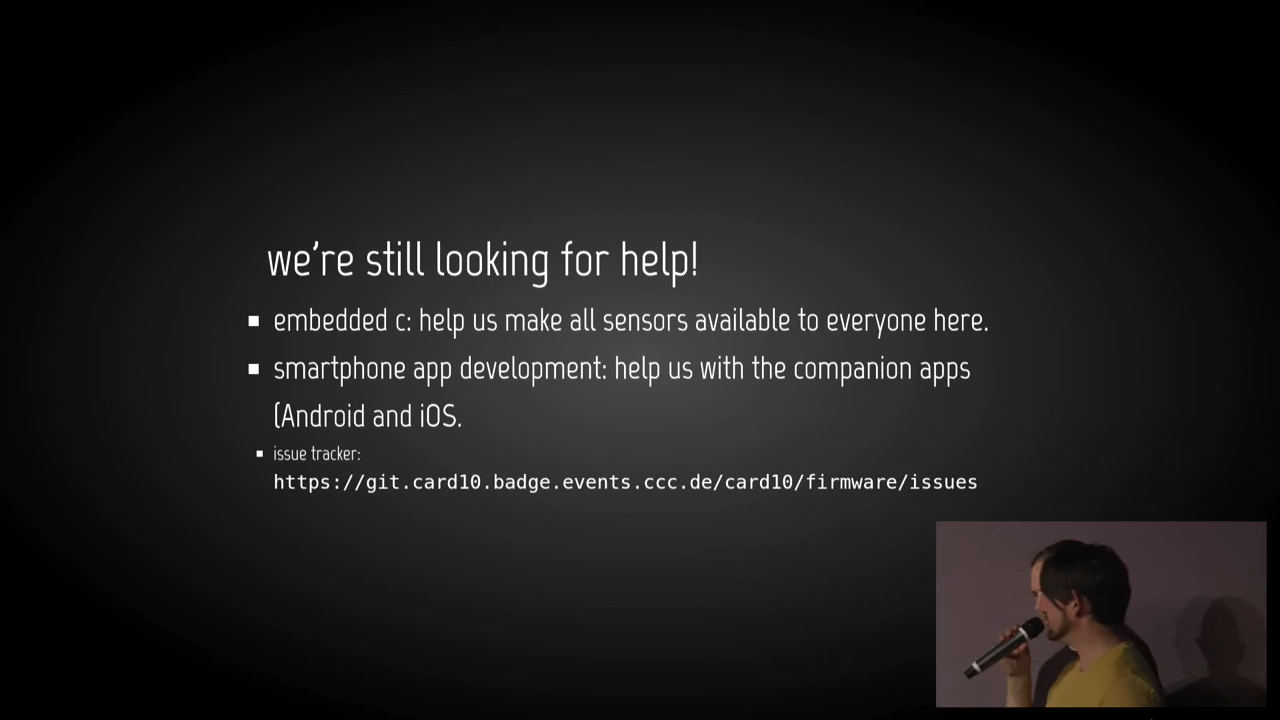 we're still looking for help!
embedded c: help us make all sensors available to everyone here.
smartphone app development: help us with the companion apps
(Android and iOS.
issue tracker:
https://git.card10.badge.events.ccc.de/card10/firmware/issues